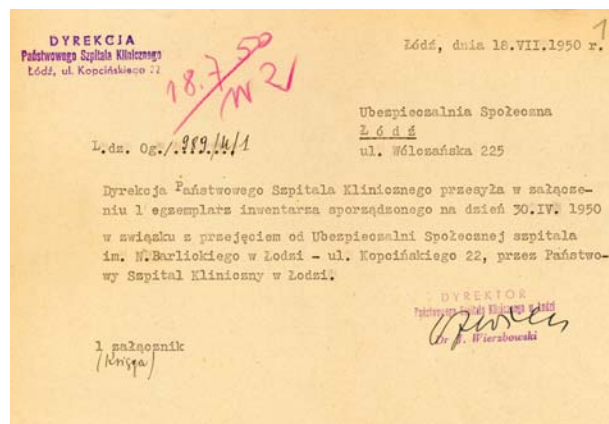 1
DYREKCJA
Państwowego Szpitala Klinicznego
Łódź, ul. Kopcińskiego 22
Łódź, dnia 18.VII.1950 r.
18.7.50
Ubezpieczalnia Społeczna
Łódź
ul. Wólczańska 225
L.dz. Og./.989./4/1
Dyrekcja Państwowego Szpitala Klinicznego przesyła w załącze-
niu 1 egzemplarz inwentarza sporządzonego na dzień 30.IV. 1950
w związku z przejęciem od Ubezpieczalni Społecznej szpitala
im. N.Barlickiego w Łodzi - ul. Kopcińskiego 22, przez Państwo-
wy Szpital Kliniczny w Łodzi.
DYREKTOR
Państwowego Szpitala Klinicznego w Łodzi
Dr Wierzbowski
1 załącznik
(Księga)